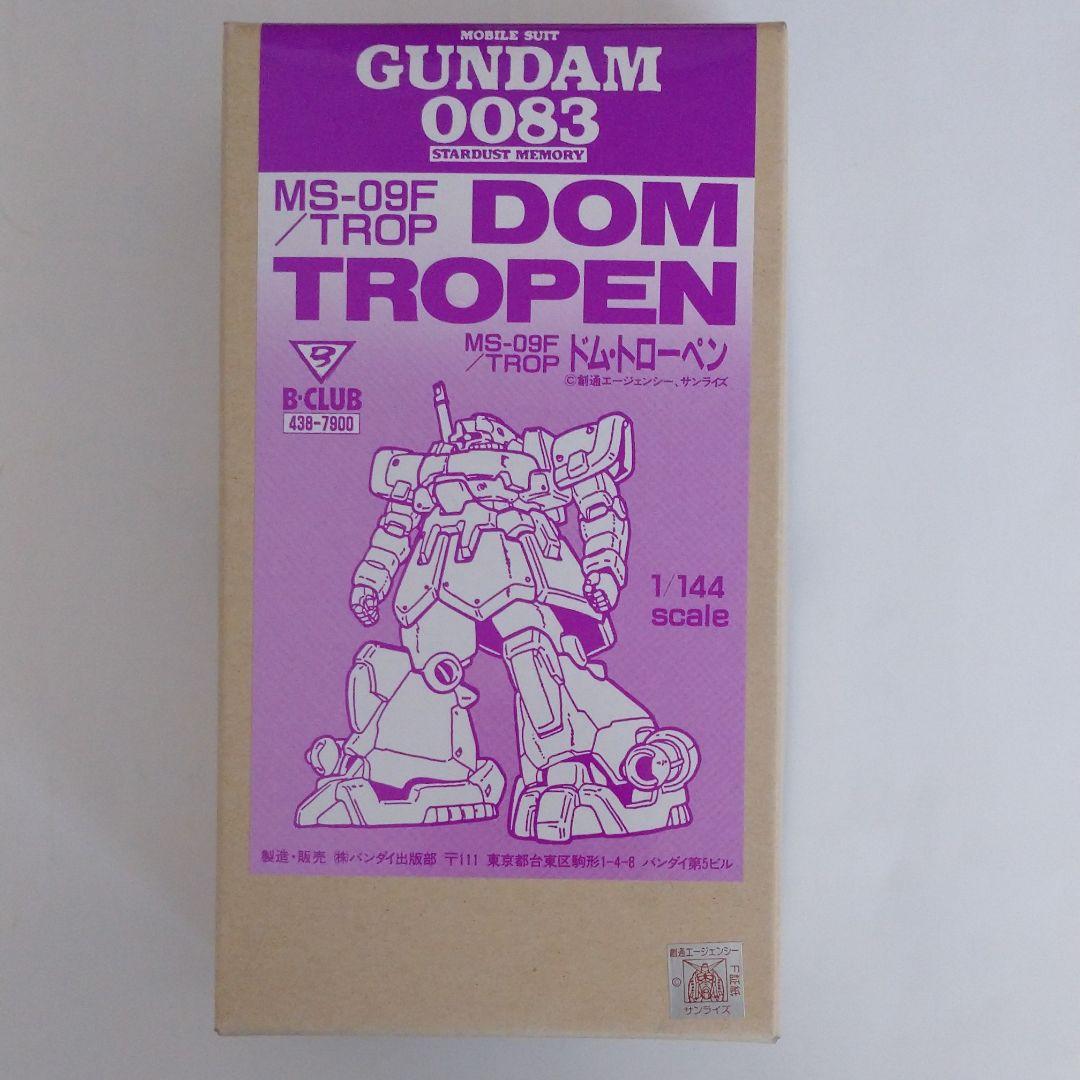 MOBILE SUIT
GUNDAM
0083
STARDUST MEMORY
MS-09F
/TROP
DOM
TROPEN
MS-09F
/TROP
ドム・トローペン
©創通エージェンシー、サンライズ
B
B·CLUB
438-7900
1/144
scale
製造・販売 ㈱バンダイ出版部 〒111 東京都台東区駒形1-4-8 バンダイ第5ビル
創通エージェンシー
©
サンライズ